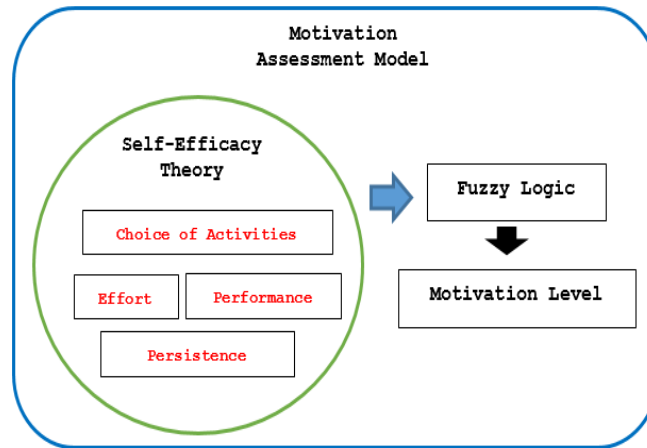 Motivation
Assessment Model
Self-Efficacy
Theory
Choice of Activities
Effort
Performance
Persistence
Fuzzy Logic
Motivation Level